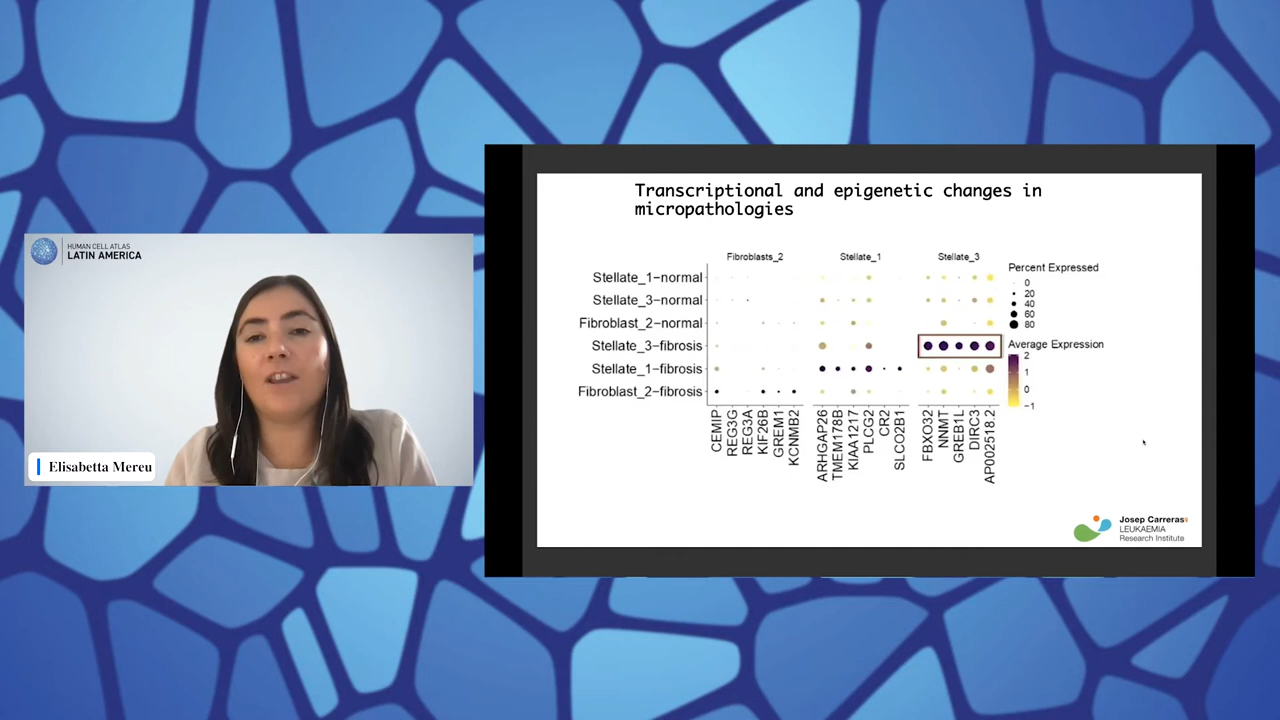 HUMAN CELL ATLAS
LATIN AMERICA
Elisabetta Mereu
Transcriptional and epigenetic changes in
micropathologies
Fibroblasts_2
Stellate_1
Stellate_3
Stellate_1−normal
Stellate_3−normal
Fibroblast_2−normal
Stellate_3−fibrosis
Stellate_1−fibrosis
Fibroblast_2−fibrosis
CEMIP
REG3G
REG3A
KIF26B
GREM1
KCNMB2
ARHGAP26
TMEM178B
KIAA1217
PLCG2
CR2
SLCO2B1
FBXO32
NNMT
GREB1L
DIRC3
AP002518.2
Percent Expressed
0
20
40
60
80
Average Expression
2
1
0
−1
Josep Carreras
LEUKAEMIA
Research Institute